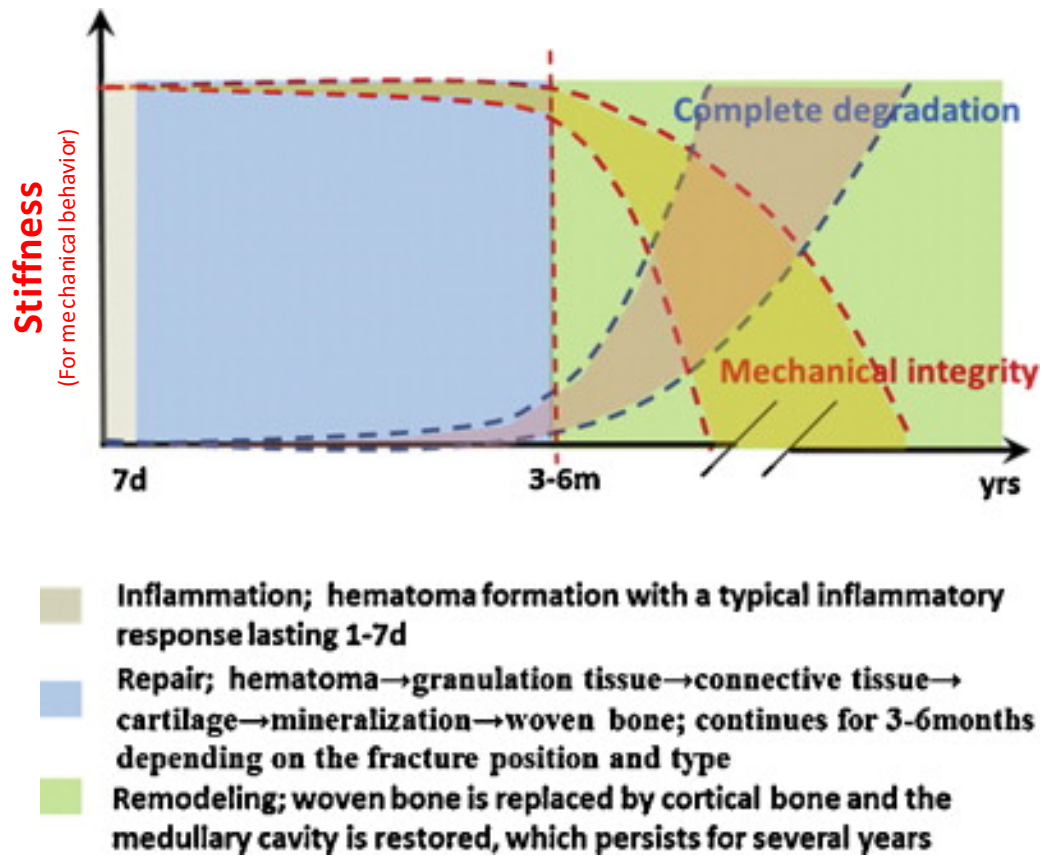 Stiffness
(For mechanical behavior)
Complete degradation
Mechanical integrity
7d
3-6m
yrs
Inflammation; hematoma formation with a typical inflammatory
response lasting 1-7d
Repair; hematoma→granulation tissue→connective tissue→
cartilage→mineralization→woven bone; continues for 3-6months
depending on the fracture position and type
Remodeling; woven bone is replaced by cortical bone and the
medullary cavity is restored, which persists for several years